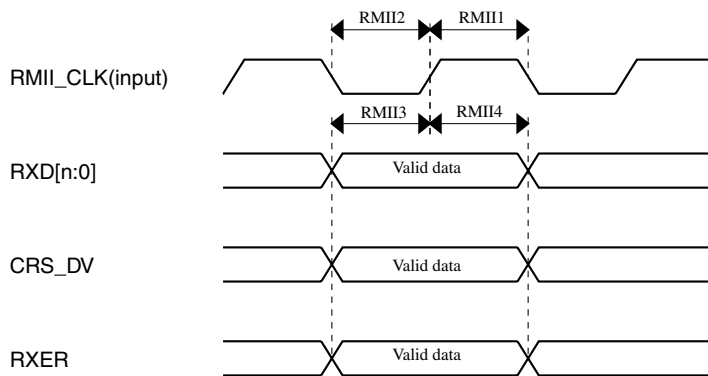 RMII2 RMII1
RMII_CLK(input)
RMII3 RMII4
RXD[n:0] Valid data
CRS_DV Valid data
RXER Valid data